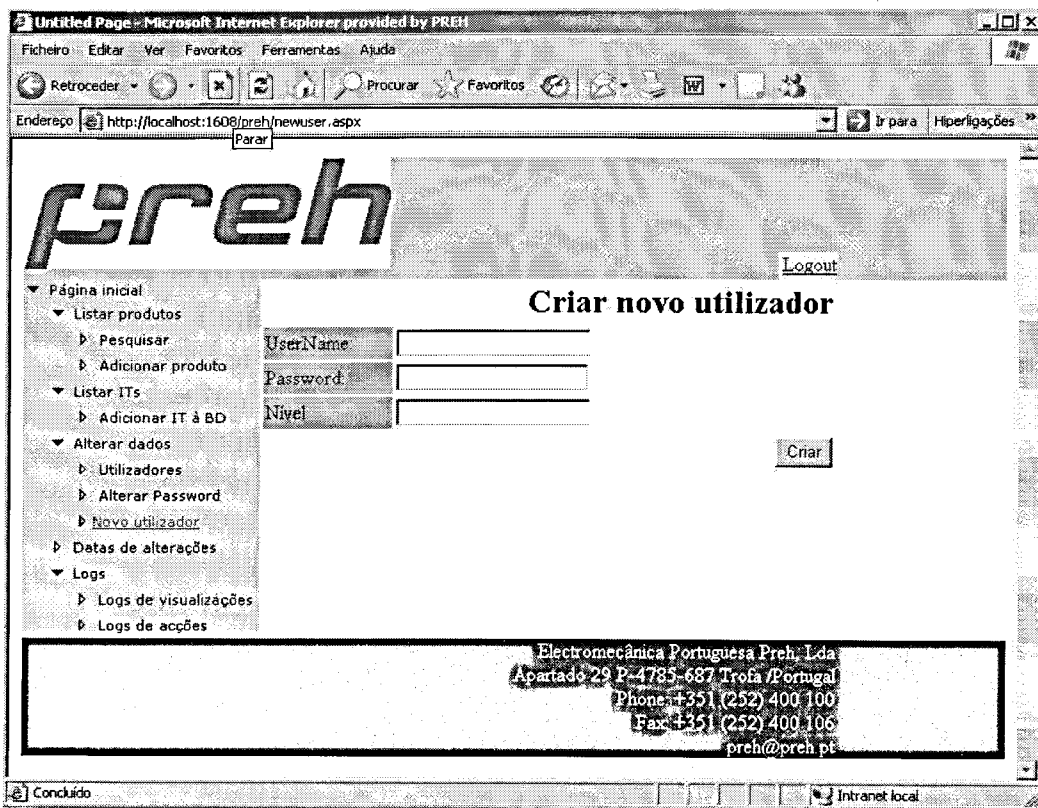 Untitled Page - Microsoft Internet Explorer provided by PREH
Ficheiro Editar Ver Favoritos Ferramentas Ajuda
Retroceder Procurar Favoritos
Endereço http://localhost:1608/preh/newuser.aspx Ir para Hiperligações »
Parar
preh
Logout
Página inicial
Listar produtos
Pesquisar
Adicionar produto
Listar ITs
Adicionar IT à BD
Alterar dados
Utilizadores
Alterar Password
Novo utilizador
Datas de alterações
Logs
Logs de visualizações
Logs de acções
Criar novo utilizador
UserName
Password
Nivel
Criar
Electromecânica Portuguesa Preh, Lda
Apartado 29 P-4785-687 Trofa /Portugal
Phone: +351 (252) 400 100
Fax: +351 (252) 400 106
preh@preh.pt
Concluído Intranet local